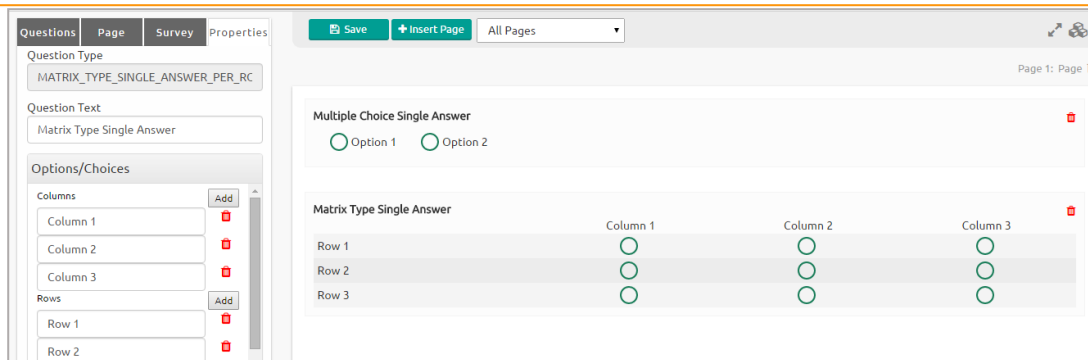 Questions Page Survey Properties
Save Insert Page All Pages
Question Type
MATRIX_TYPE_SINGLE_ANSWER_PER_RC
Page 1: Page
Question Text
Matrix Type Single Answer
Options/Choices
Columns Add
Column 1
Column 2
Column 3
Rows Add
Row 1
Row 2
Multiple Choice Single Answer
Option 1 Option 2
Matrix Type Single Answer
Column 1 Column 2 Column 3
Row 1
Row 2
Row 3